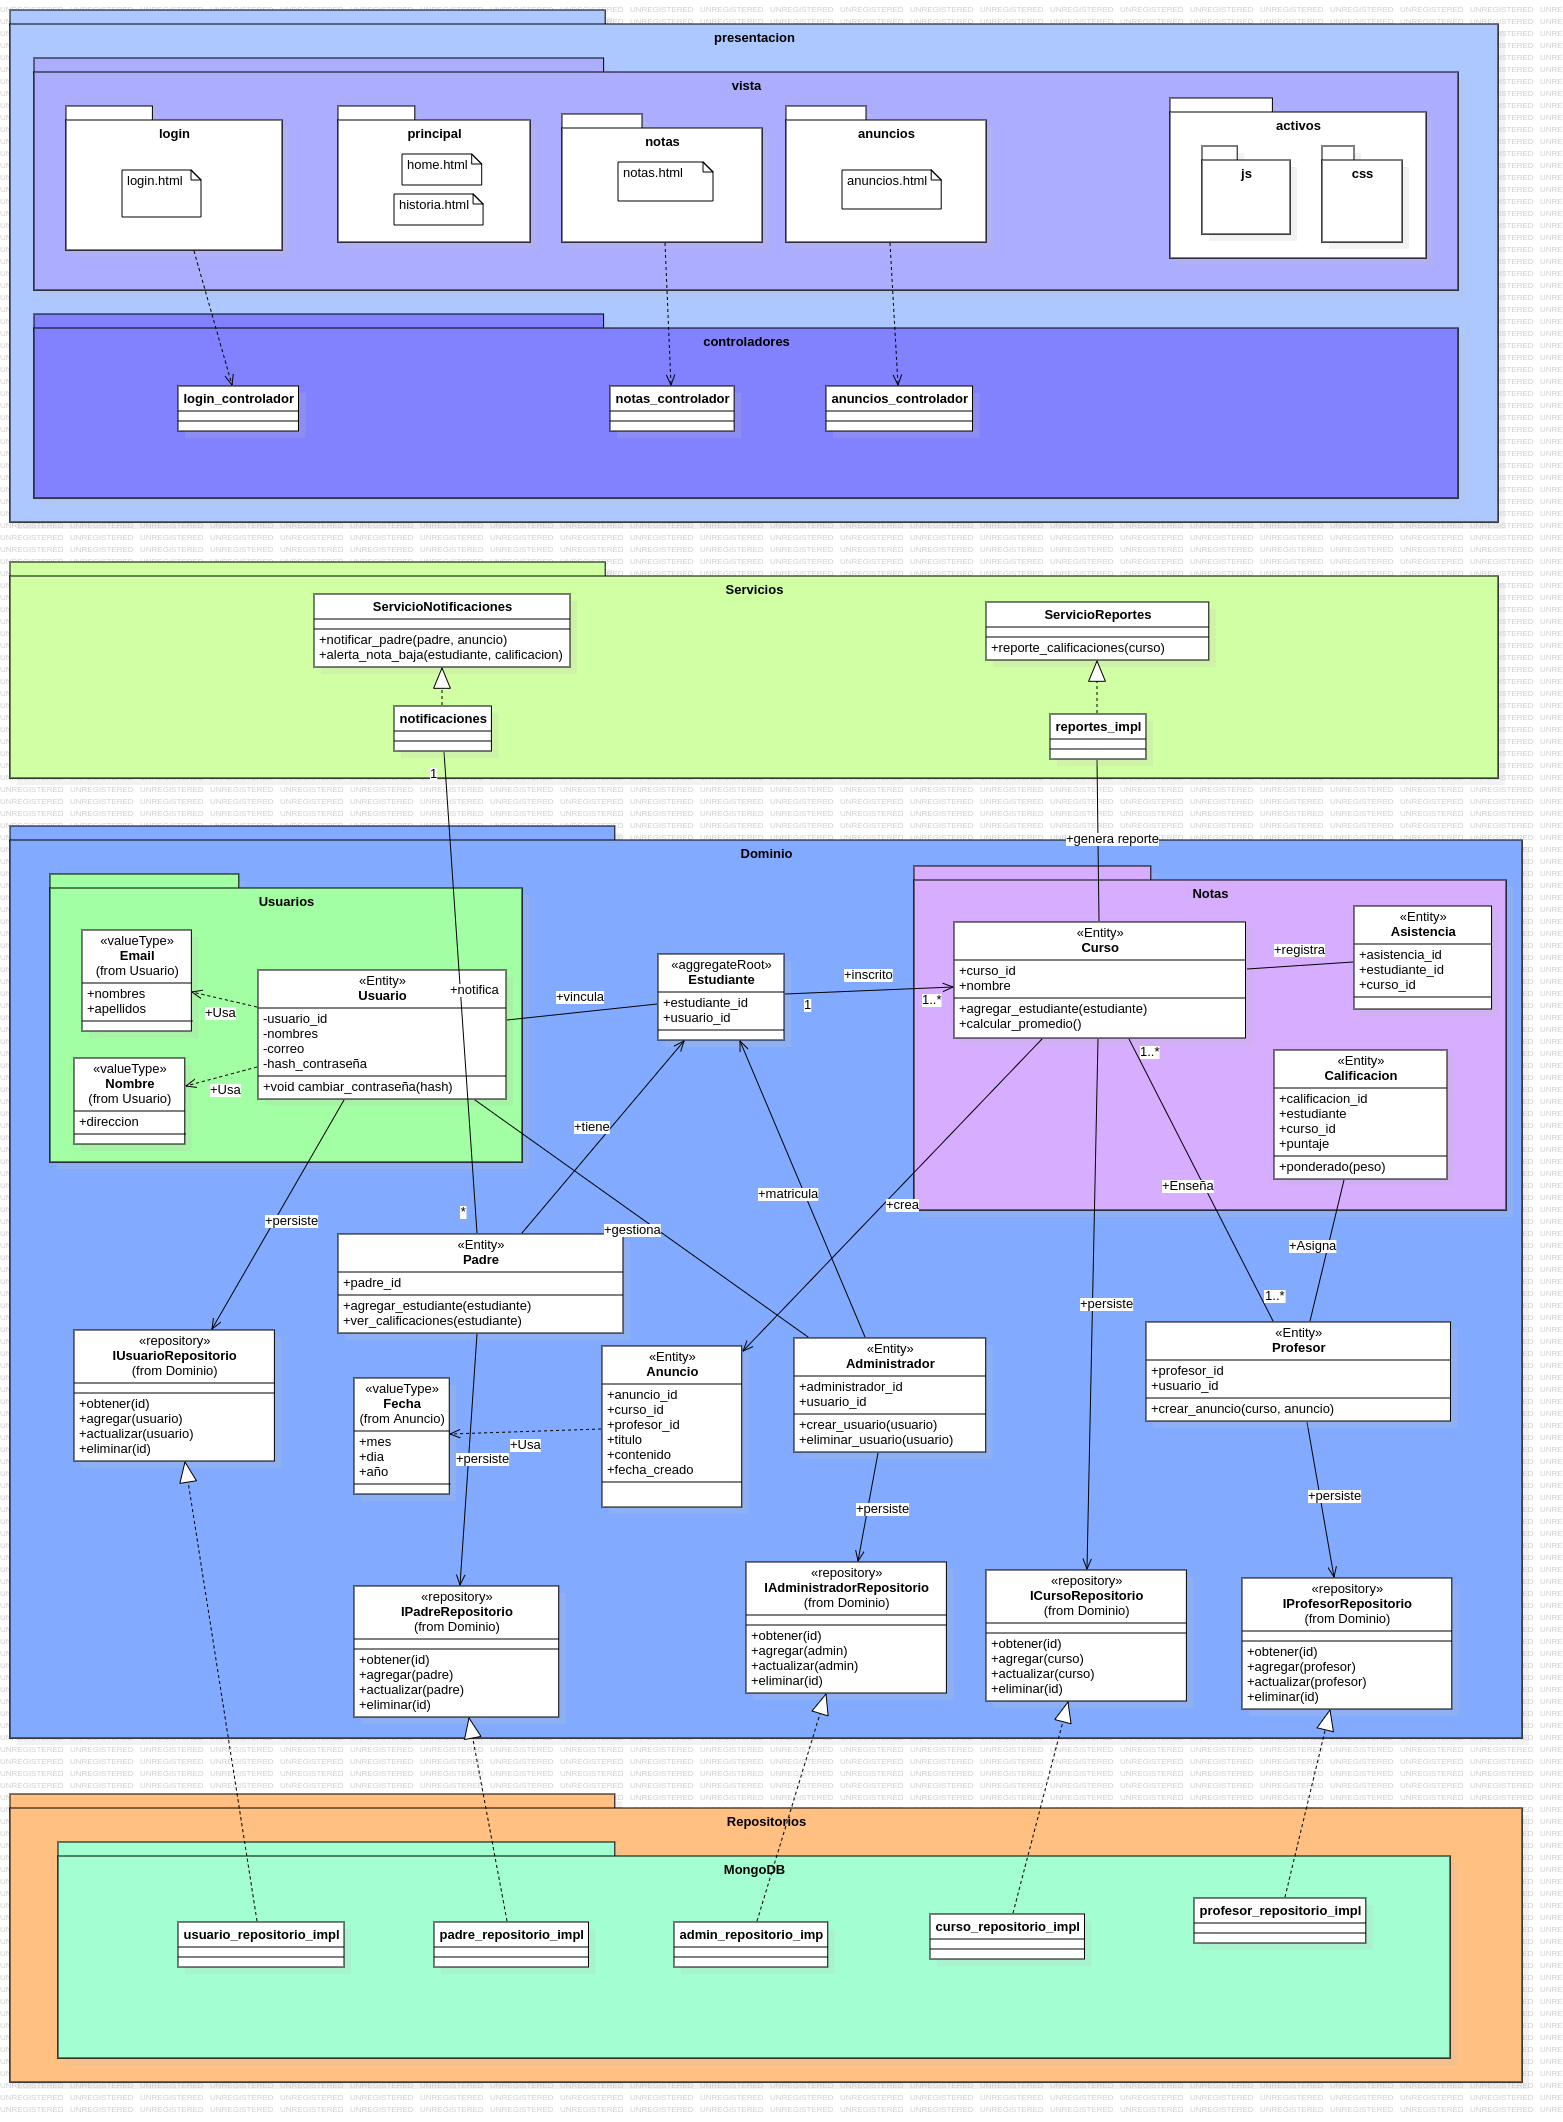 presentacion
vista
login
login.html
principal
home.html
historia.html
notas
notas.html
anuncios
anuncios.html
activos
js
css
controladores
login_controlador
notas_controlador
anuncios_controlador
Servicios
ServicioNotificaciones
+notificar_padre(padre, anuncio)
+alerta_nota_baja(estudiante, calificacion)
notificaciones
1
ServicioReportes
+reporte_calificaciones(curso)
reportes_impl
+genera reporte
Dominio
Usuarios
«valueType»
Email
(from Usuario)
+nombres
+apellidos
+Usa
«valueType»
Nombre
(from Usuario)
+direccion
+Usa
«Entity»
Usuario
+notifica
-usuario_id
-nombres
-correo
-hash_contraseña
+void cambiar_contraseña(hash)
+vincula
«aggregateRoot»
Estudiante
+estudiante_id
+usuario_id
+inscrito
1
1..*
Notas
«Entity»
Curso
+curso_id
+nombre
+agregar_estudiante(estudiante)
+calcular_promedio()
+registra
«Entity»
Asistencia
+asistencia_id
+estudiante_id
+curso_id
1..*
«Entity»
Calificacion
+calificacion_id
+estudiante
+curso_id
+puntaje
+ponderado(peso)
+tiene
+matricula
+Enseña
+crea
*
+persiste
+gestiona
+Asigna
1..*
+persiste
«Entity»
Padre
+padre_id
+agregar_estudiante(estudiante)
+ver_calificaciones(estudiante)
«repository»
IUsuarioRepositorio
(from Dominio)
+obtener(id)
+agregar(usuario)
+actualizar(usuario)
+eliminar(id)
«valueType»
Fecha
(from Anuncio)
+mes
+dia
+año
+Usa
+persiste
«Entity»
Anuncio
+anuncio_id
+curso_id
+profesor_id
+titulo
+contenido
+fecha_creado
«Entity»
Administrador
+administrador_id
+usuario_id
+crear_usuario(usuario)
+eliminar_usuario(usuario)
+persiste
«Entity»
Profesor
+profesor_id
+usuario_id
+crear_anuncio(curso, anuncio)
+persiste
«repository»
IPadreRepositorio
(from Dominio)
+obtener(id)
+agregar(padre)
+actualizar(padre)
+eliminar(id)
«repository»
IAdministradorRepositorio
(from Dominio)
+obtener(id)
+agregar(admin)
+actualizar(admin)
+eliminar(id)
«repository»
ICursoRepositorio
(from Dominio)
+obtener(id)
+agregar(curso)
+actualizar(curso)
+eliminar(id)
«repository»
IProfesorRepositorio
(from Dominio)
+obtener(id)
+agregar(profesor)
+actualizar(profesor)
+eliminar(id)
Repositorios
MongoDB
usuario_repositorio_impl
padre_repositorio_impl
admin_repositorio_imp
curso_repositorio_impl
profesor_repositorio_impl
UNREGISTERED